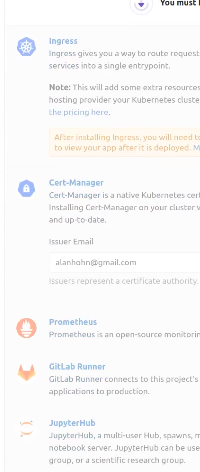 You must
Ingress
Ingress gives you a way to route request
services into a single entrypoint.
Note: This will add some extra resources
hosting provider your Kubernetes cluste
the pricing here.
After installing Ingress, you will need t
to view your app after it is deployed. M
Cert-Manager
Cert-Manager is a native Kubernetes cert
Installing Cert-Manager on your cluster v
and up-to-date.
Issuer Email
alanhohn@gmail.com
Issuers represent a certificate authority.
Prometheus
Prometheus is an open-source monitorin
GitLab Runner
GitLab Runner connects to this project's
applications to production.
JupyterHub
JupyterHub, a multi-user Hub, spawns, m
notebook server. JupyterHub can be use
group, or a scientific research group.